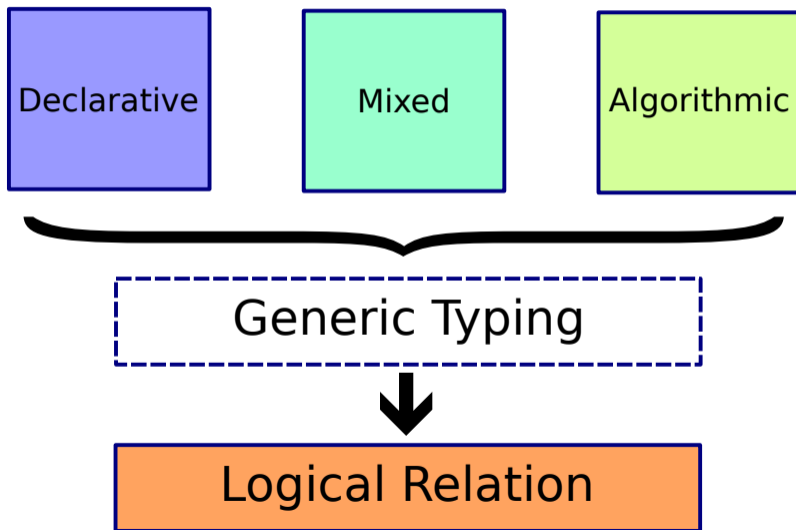 Declarative
Mixed
Algorithmic
Generic Typing
Logical Relation